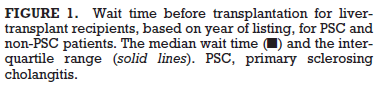 FIGURE 1. Wait time before transplantation for liver-
transplant recipients, based on year of listing, for PSC and
non-PSC patients. The median wait time (■) and the inter-
quartile range (solid lines). PSC, primary sclerosing
cholangitis.